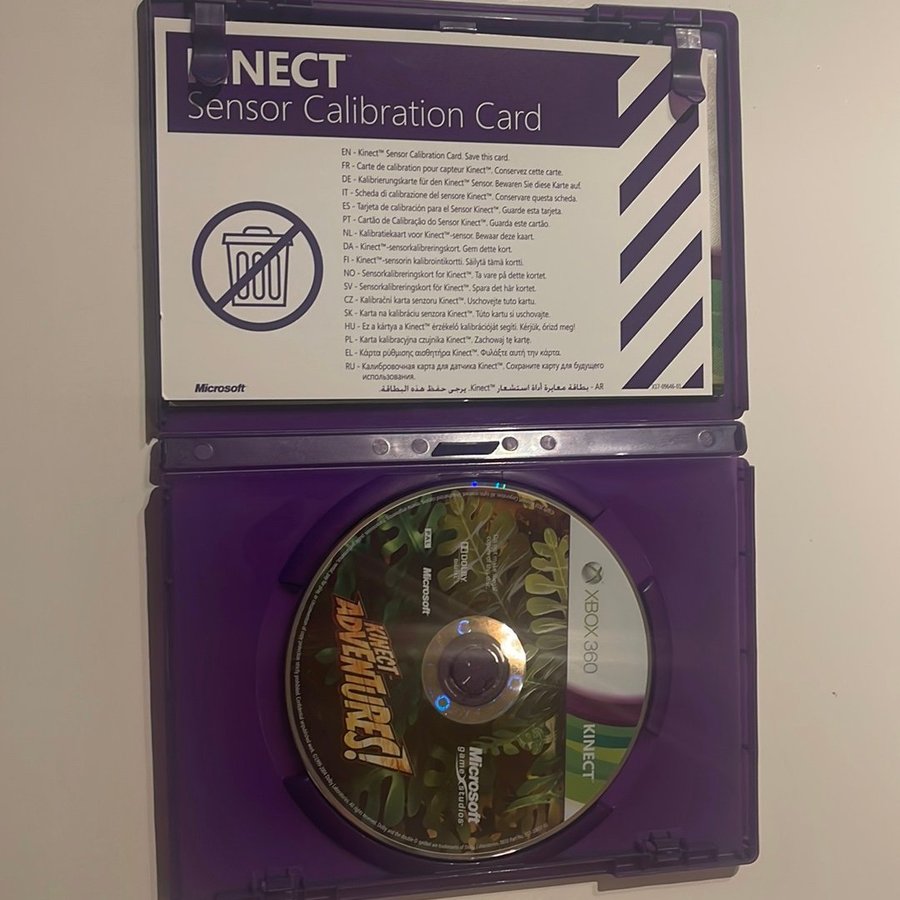 KINECT™
Sensor Calibration Card
EN - Kinect™ Sensor Calibration Card. Save this card.
FR - Carte de calibration pour capteur Kinect™. Conservez cette carte.
DE - Kalibrierungskarte für den Kinect™ Sensor. Bewaren Sie diese Karte auf.
IT - Scheda di calibrazione del sensore Kinect™. Conservare questa scheda.
ES - Tarjeta de calibración para el Sensor Kinect™. Guarde esta tarjeta.
PT - Cartão de Calibração do Sensor Kinect™. Guarda este cartão.
NL - Kalibratiekaart voor Kinect™-sensor. Bewaar deze kaart.
DA - Kinect™-sensorkalibreringskort. Gem dette kort.
FI - Kinect™-sensorin kalibrointikortti. Säilytä tämä kortti.
NO - Sensorkalibreringskort for Kinect™. Ta vare på dette kortet.
SV - Sensorkalibreringskort för Kinect™. Spara det här kortet.
CZ - Kalibrační karta senzoru Kinect™. Uschovejte tuto kartu.
SK - Karta na kalibráciu senzora Kinect™. Túto kartu si uschovajte.
HU - Ez a kártya a Kinect™ érzékelő kalibrációját segíti. Kérjük, őrizd meg!
PL - Karta kalibracyjna czujnika Kinect™. Zachowaj tę kartę.
EL - Κάρτα ρύθμισης αισθητήρα Kinect™. Φυλάξτε αυτή την κάρτα.
RU - Калибровочная карта для датчика Kinect™. Сохраните карту для будущего
использования.
AR - بطاقة معايرة أداة استشعار Kinect™. يرجى حفظ هذه البطاقة.
Microsoft®
X17-09646-01
XBOX 360
KINECT
DOLBY
DIGITAL
PAL
Microsoft
KINECT
ADVENTURES!
Microsoft
game studios